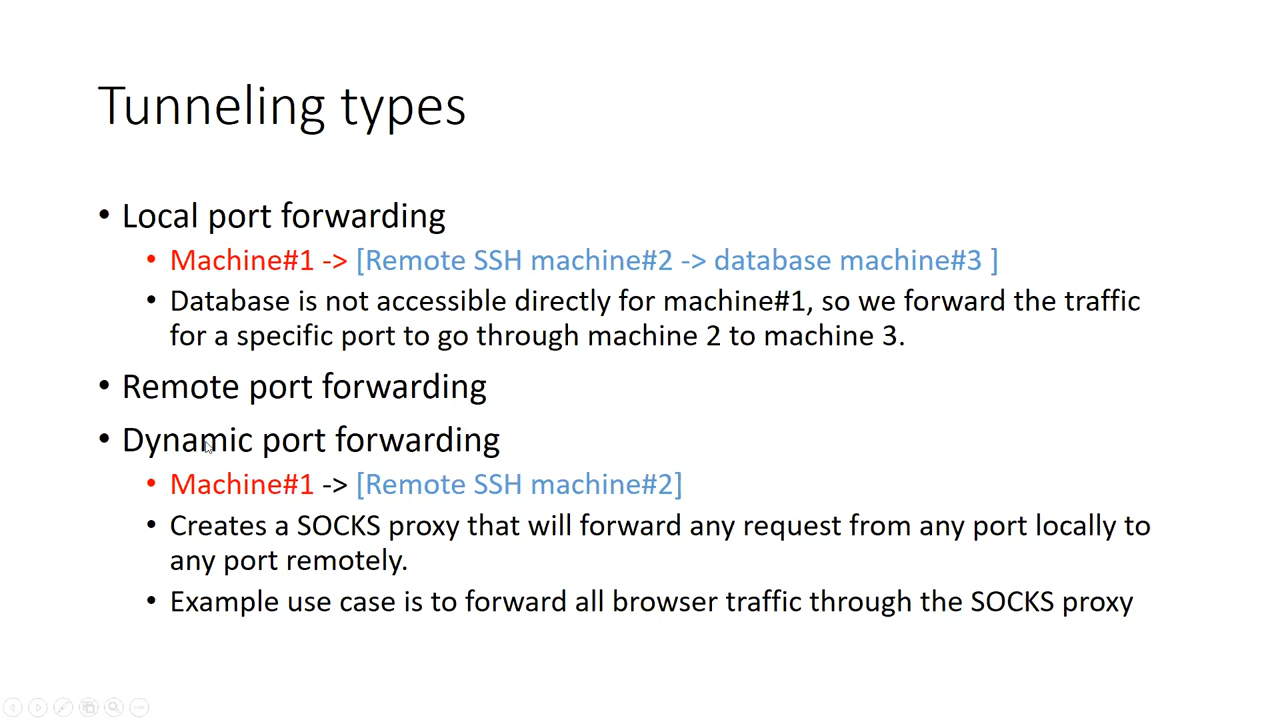 Tunneling types
• Local port forwarding
• Machine#1 -> [Remote SSH machine#2 -> database machine#3 ]
• Database is not accessible directly for machine#1, so we forward the traffic
for a specific port to go through machine 2 to machine 3.
• Remote port forwarding
• Dynamic port forwarding
• Machine#1 -> [Remote SSH machine#2]
• Creates a SOCKS proxy that will forward any request from any port locally to
any port remotely.
• Example use case is to forward all browser traffic through the SOCKS proxy